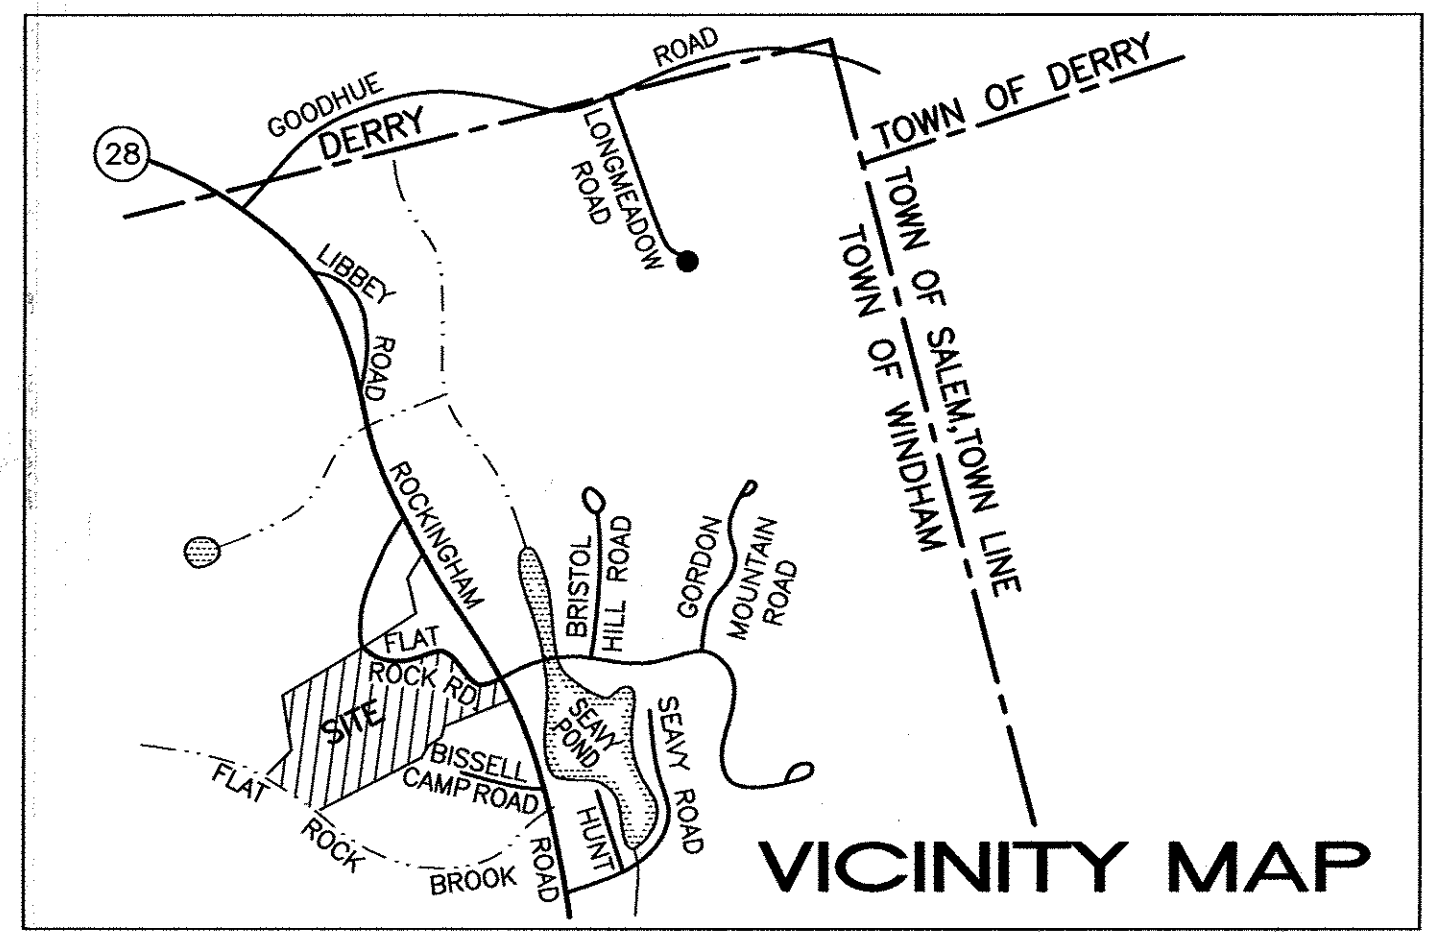 GOODHUE
ROAD
DERRY
28
TOWN OF DERRY
LONGMEADOW
ROAD
TOWN OF SALEM, TOWN LINE
TOWN OF WINDHAM
LIBBEY
ROAD
ROCKINGHAM
BRISTOL
HILL ROAD
GORDON
MOUNTAIN
ROAD
FLAT
ROCK RD.
SITE
SEAVY
POND
SEAVY ROAD
BISSELL
CAMP ROAD
FLAT
ROCK
BROOK
HUNT
ROAD
VICINITY MAP